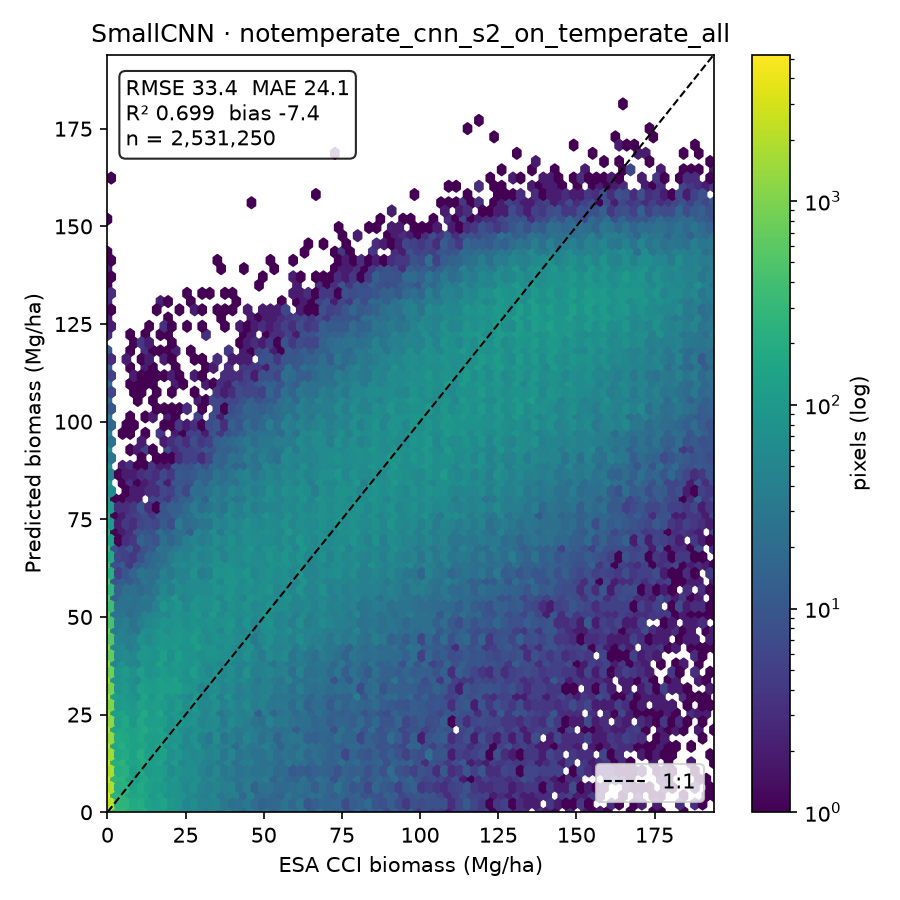 SmallCNN · notemperate_cnn_s2_on_temperate_all
RMSE 33.4 MAE 24.1
R² 0.699 bias -7.4
n = 2,531,250
175
150
125
100
75
50
25
0
Predicted biomass (Mg/ha)
0 25 50 75 100 125 150 175
ESA CCI biomass (Mg/ha)
1:1
10³
10²
10¹
10⁰
pixels (log)